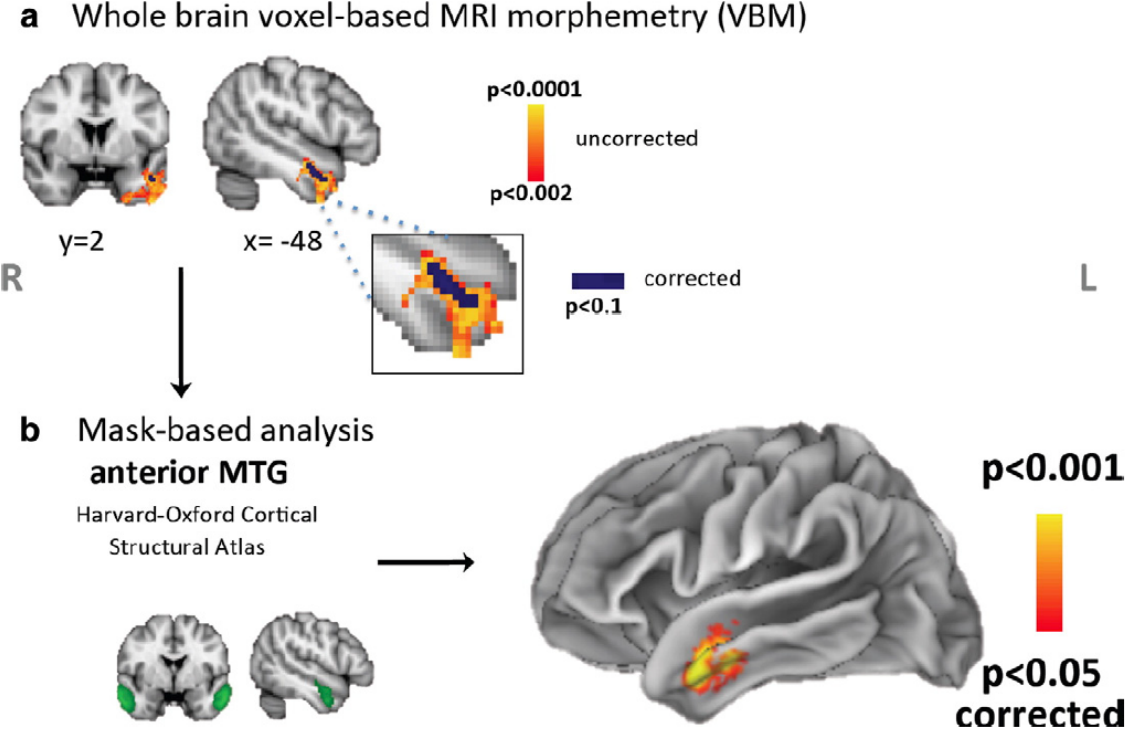 a Whole brain voxel-based MRI morphemetry (VBM)
p<0.0001
uncorrected
p<0.002
y=2
x= -48
R
L
corrected
p<0.1
b Mask-based analysis
anterior MTG
Harvard-Oxford Cortical
Structural Atlas
p<0.001
p<0.05
corrected